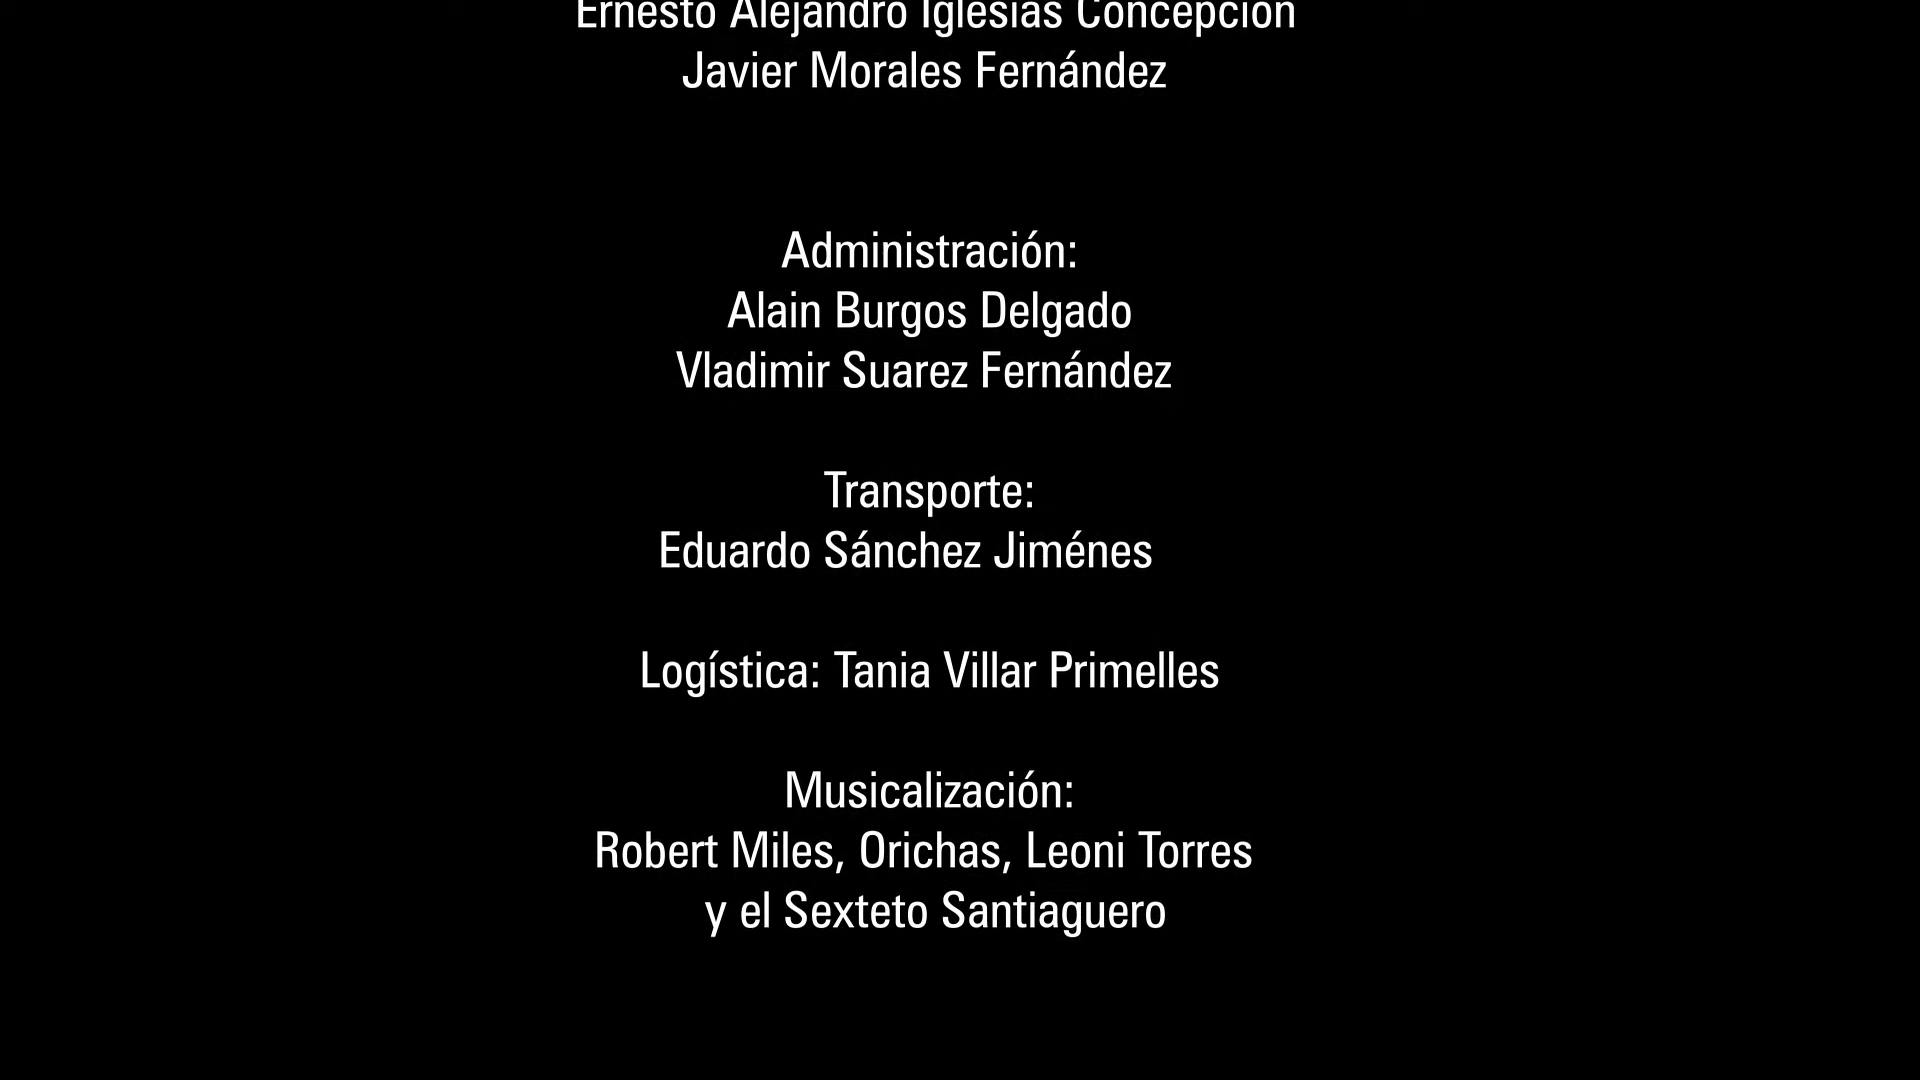 Ernesto Alejandro Iglesias Concepción
Javier Morales Fernández
Administración:
Alain Burgos Delgado
Vladimir Suarez Fernández
Transporte:
Eduardo Sánchez Jiménes
Logística: Tania Villar Primelles
Musicalización:
Robert Miles, Orichas, Leoni Torres
y el Sexteto Santiaguero